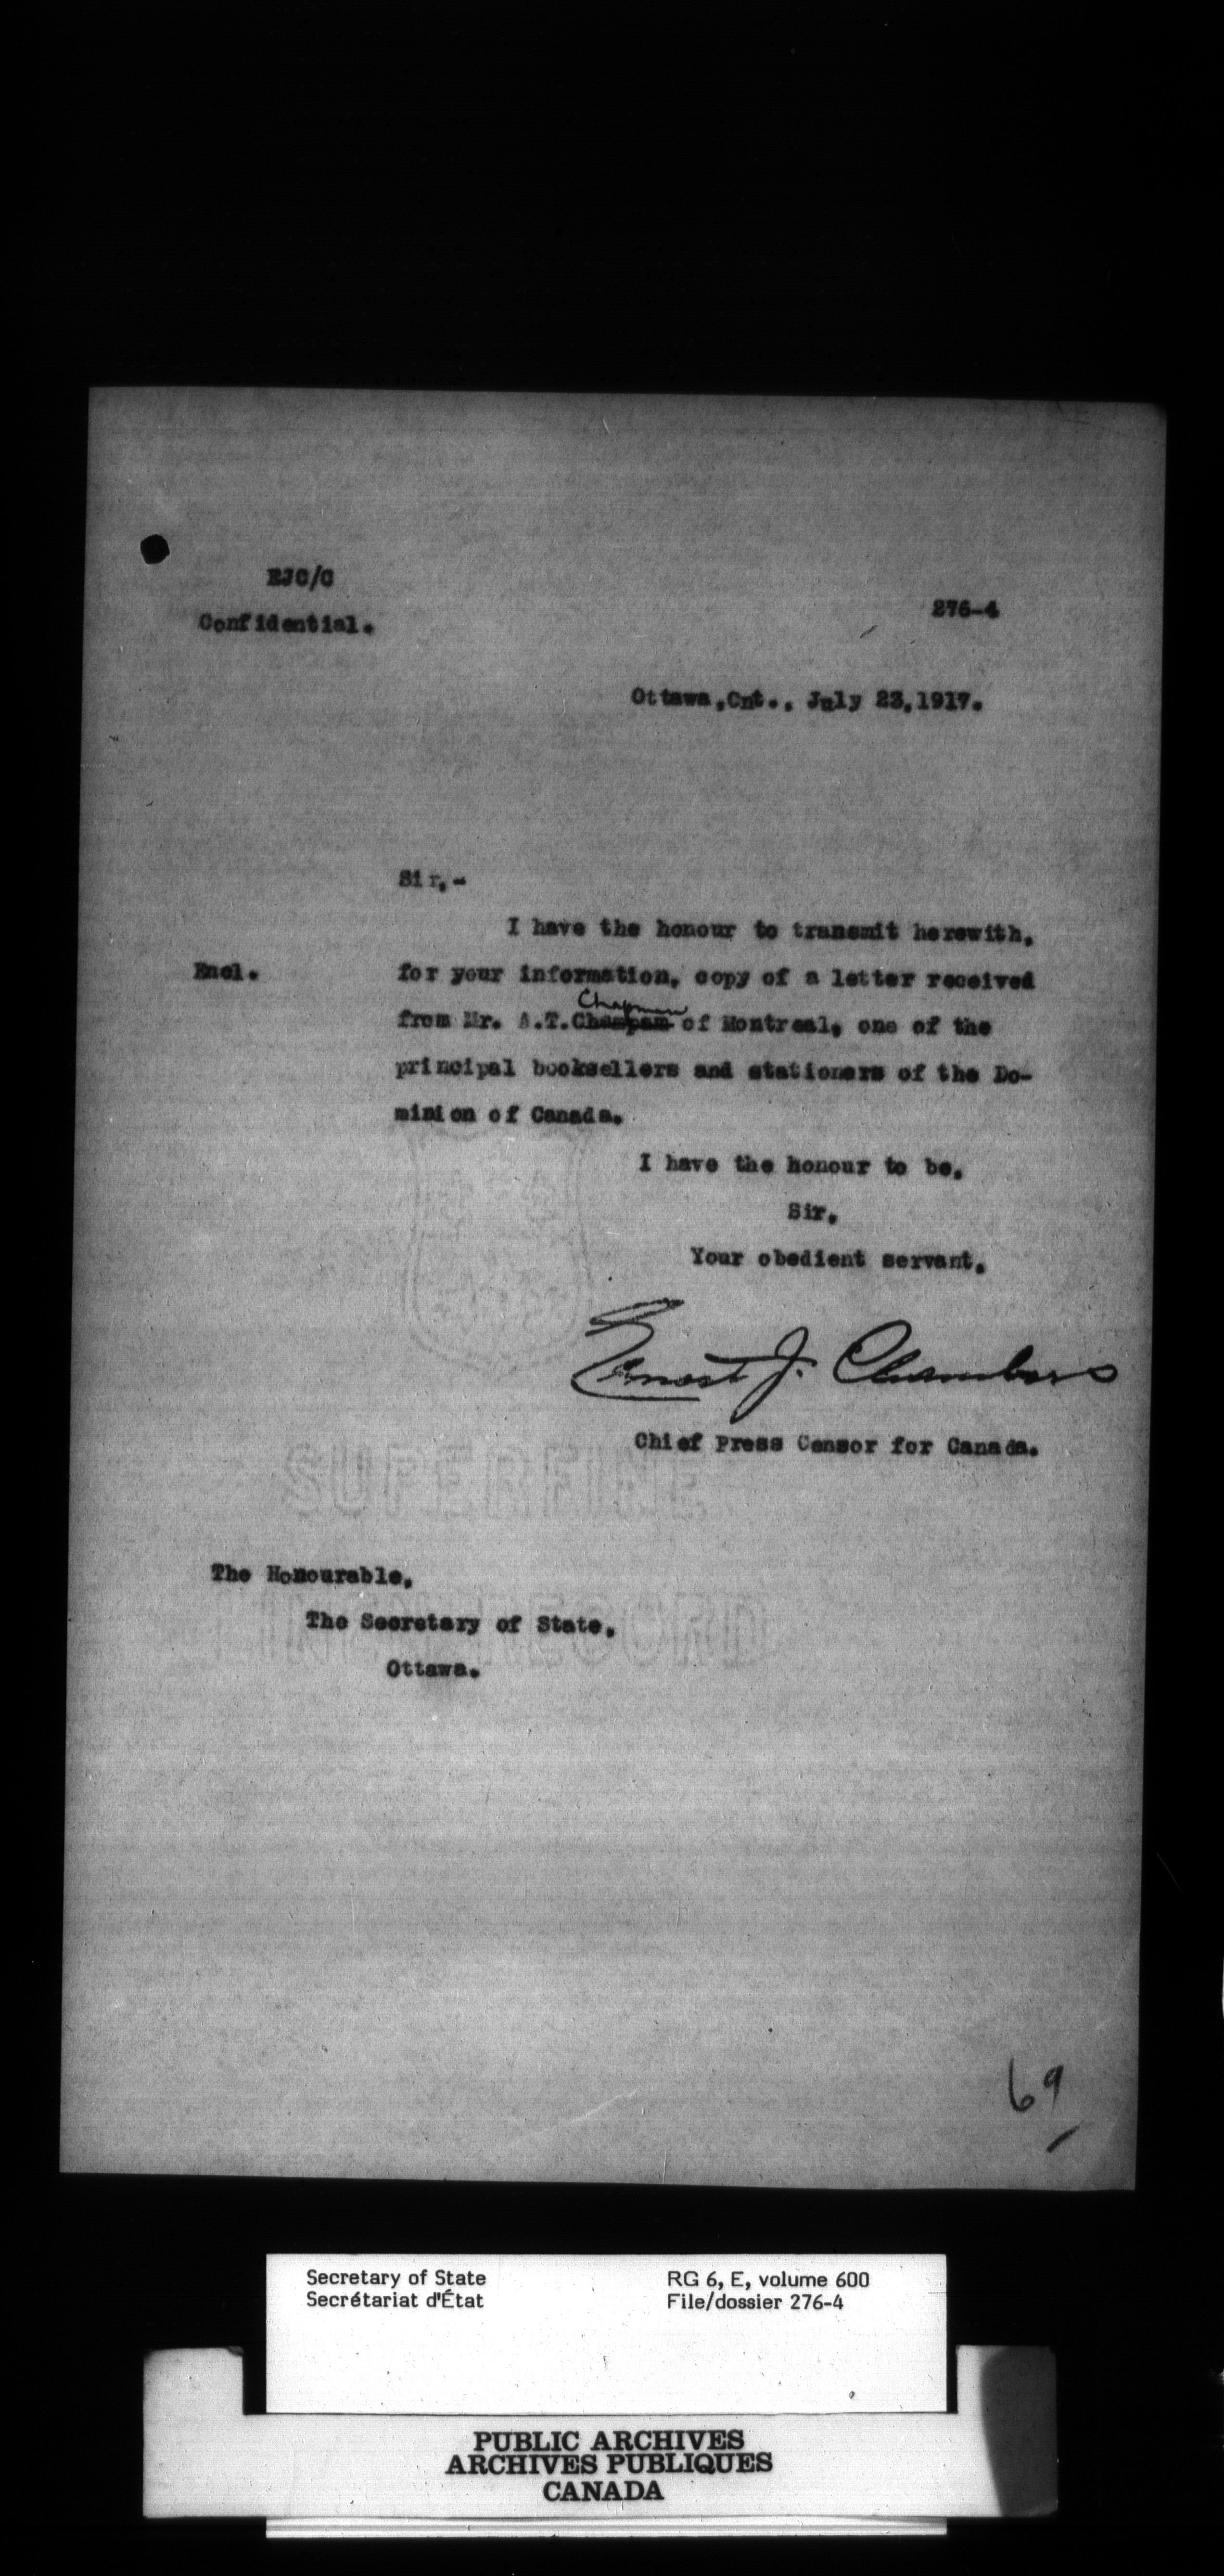 EJC/C
Confidential.
276-4
Ottawa,Ont., July 23,1917.
Sir,-
I have the honour to transmit herewith,
Encl.
for your information, copy of a letter received
Chapman
from Mr. A.T. of Montreal, one of the
principal booksellers and stationers of the Do-
minion of Canada.
I have the honour to be,
Sir,
Your obedient servant,
Ernest J. Chambers
Chief Press Censor for Canada.
SUPERFINE
The Honourable,
The Secretary of State,
RECORD
Ottawa.
69
Secretary of State
Secrétariat d'État
RG 6, E, volume 600
File/dossier 276-4
PUBLIC ARCHIVES
ARCHIVES PUBLIQUES
CANADA